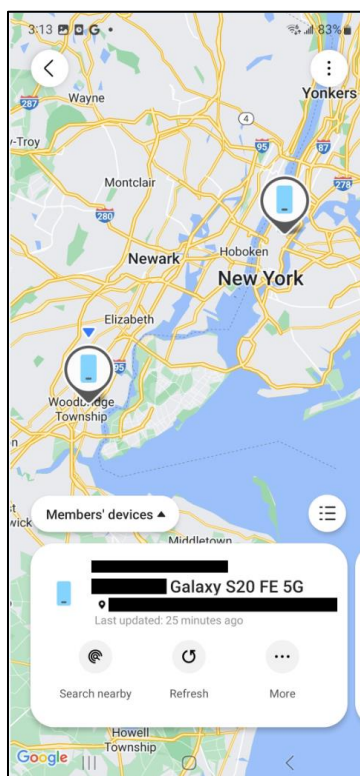 3:13 G • 83%
Yonkers
287
Wayne
4
y-Troy
95
87
Montclair
278
280
Hoboken
Newark
New York
Elizabeth
95
Woodbridge
Township
n
wick
Members' devices ▲
Middletown
Galaxy S20 FE 5G
Last updated: 25 minutes ago
Search nearby Refresh More
Howell
Township
Google